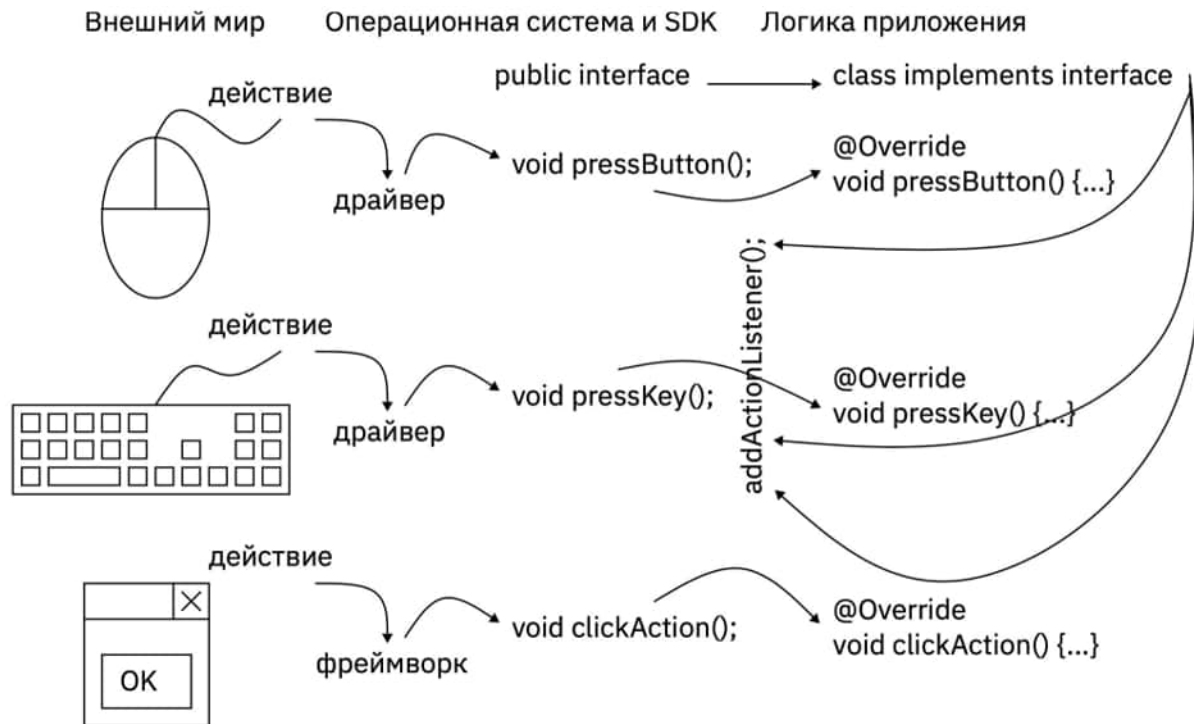 Внешний мир
Операционная система и SDK
Логика приложения
public interface
class implements interface
действие
драйвер
void pressButton();
@Override
void pressButton() {...}
addActionListener();
действие
драйвер
void pressKey();
@Override
void pressKey() {...}
действие
фреймворк
void clickAction();
@Override
void clickAction() {...}
OK